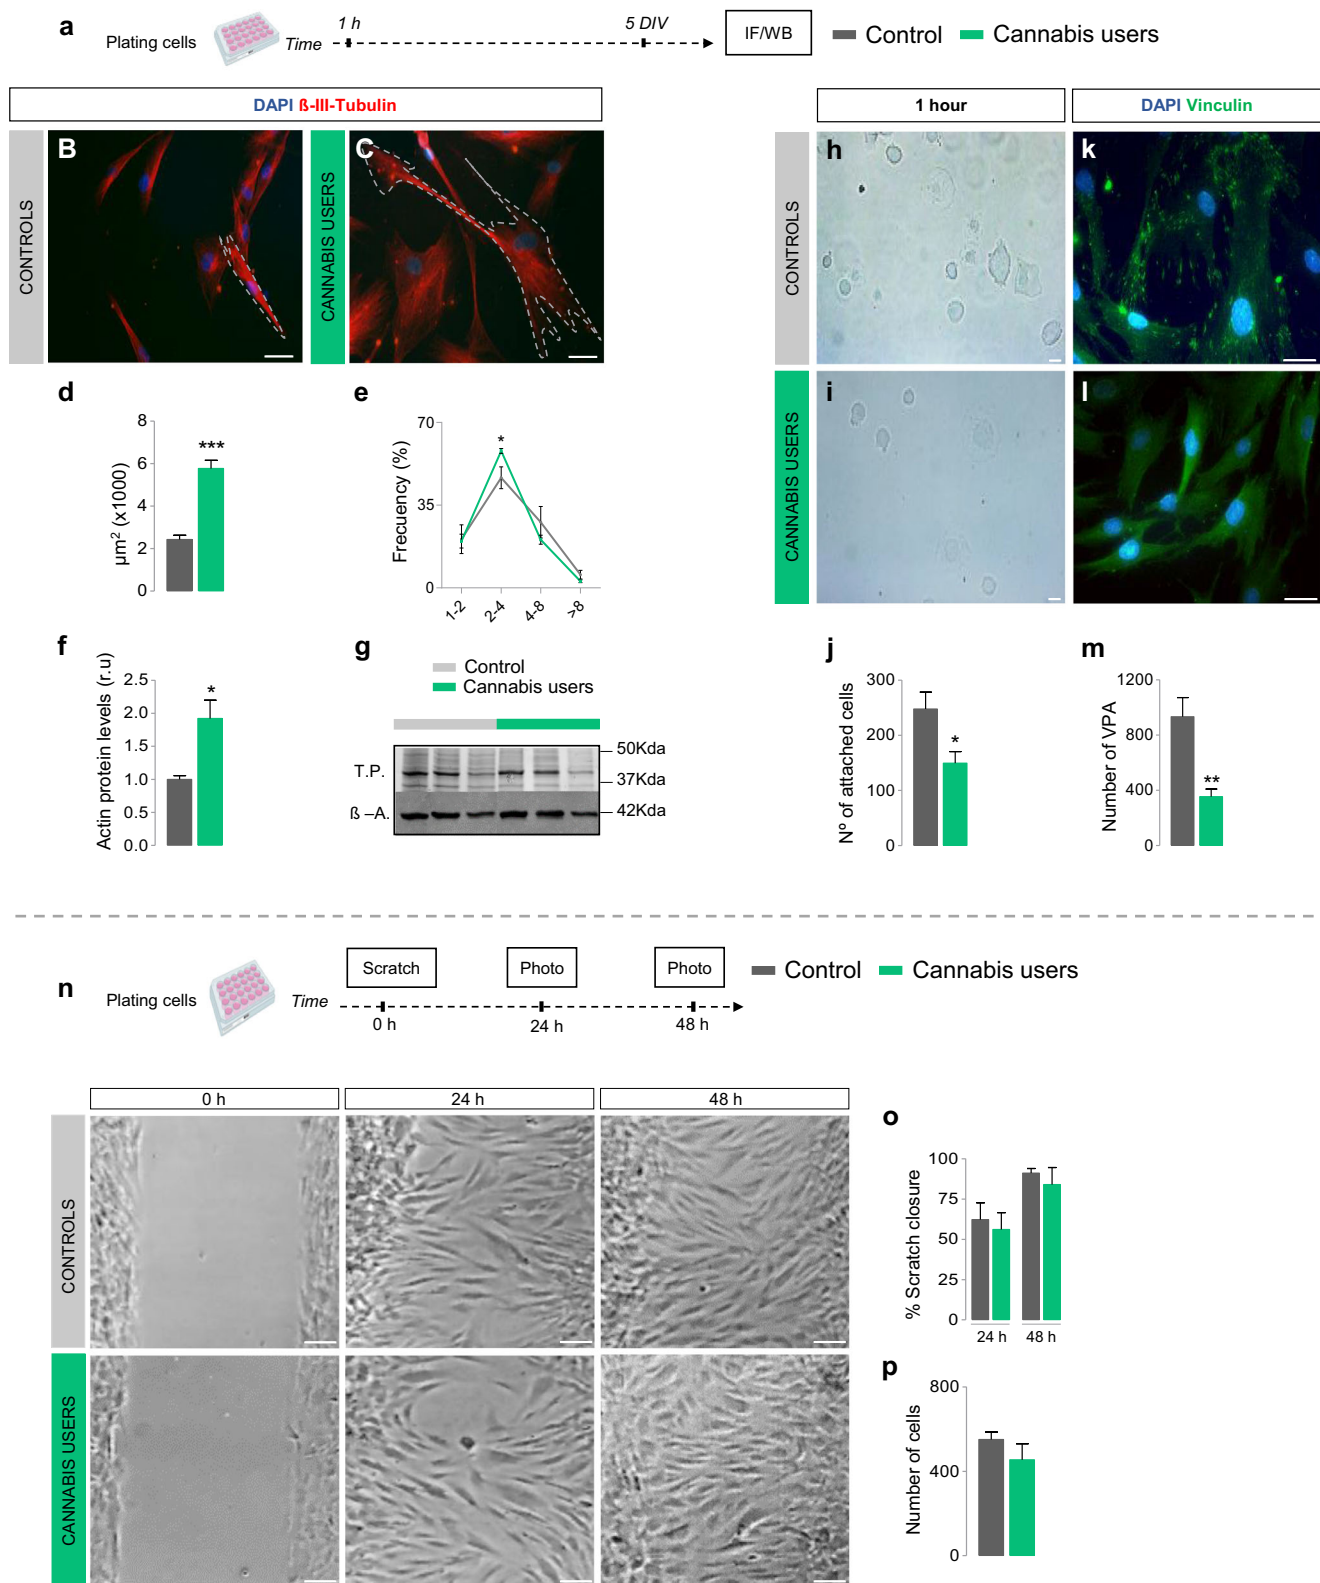 a
Plating cells
Time
1 h
5 DIV
IF/WB
Control
Cannabis users
DAPI ß-III-Tubulin
1 hour
DAPI Vinculin
CONTROLS
B
CANNABIS USERS
C
CONTROLS
h
k
CANNABIS USERS
i
l
d
µm² (x1000)
8
6
4
2
0
***
e
Frecuency (%)
70
35
0
*
1-2
2-4
4-8
>8
f
Actin protein levels (r.u)
2.5
2.0
1.5
1.0
0.5
0.0
*
g
Control
Cannabis users
T.P.
ß –A.
50Kda
37Kda
42Kda
j
Nº of attached cells
300
200
150
100
0
*
m
Number of VPA
1200
800
400
0
**
n
Plating cells
Time
Scratch
Photo
Photo
0 h
24 h
48 h
Control
Cannabis users
0 h
24 h
48 h
CONTROLS
CANNABIS USERS
o
% Scratch closure
100
75
50
25
0
24 h
48 h
p
Number of cells
800
400
0